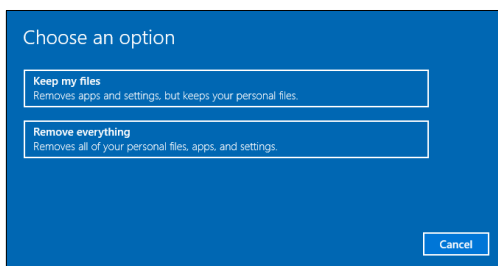 Choose an option
Keep my files
Removes apps and settings, but keeps your personal files.
Remove everything
Removes all of your personal files, apps, and settings.
Cancel